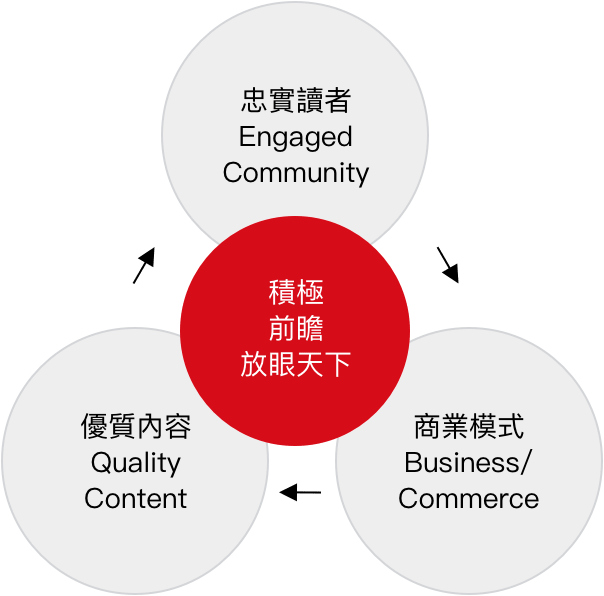 忠實讀者
Engaged
Community
積極
前瞻
放眼天下
優質內容
Quality
Content
商業模式
Business/
Commerce